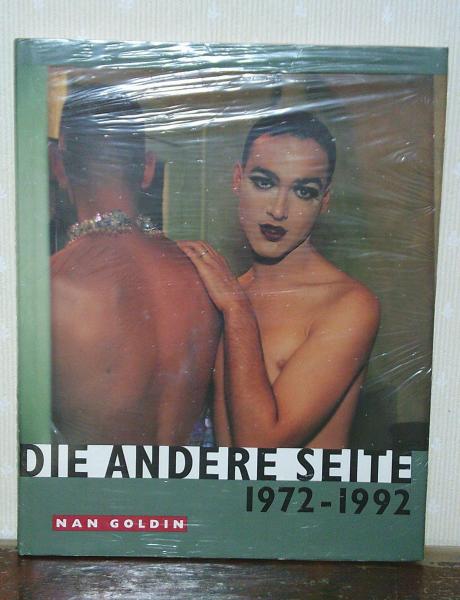 DIE ANDERE SEITE
1972-1992
NAN GOLDIN